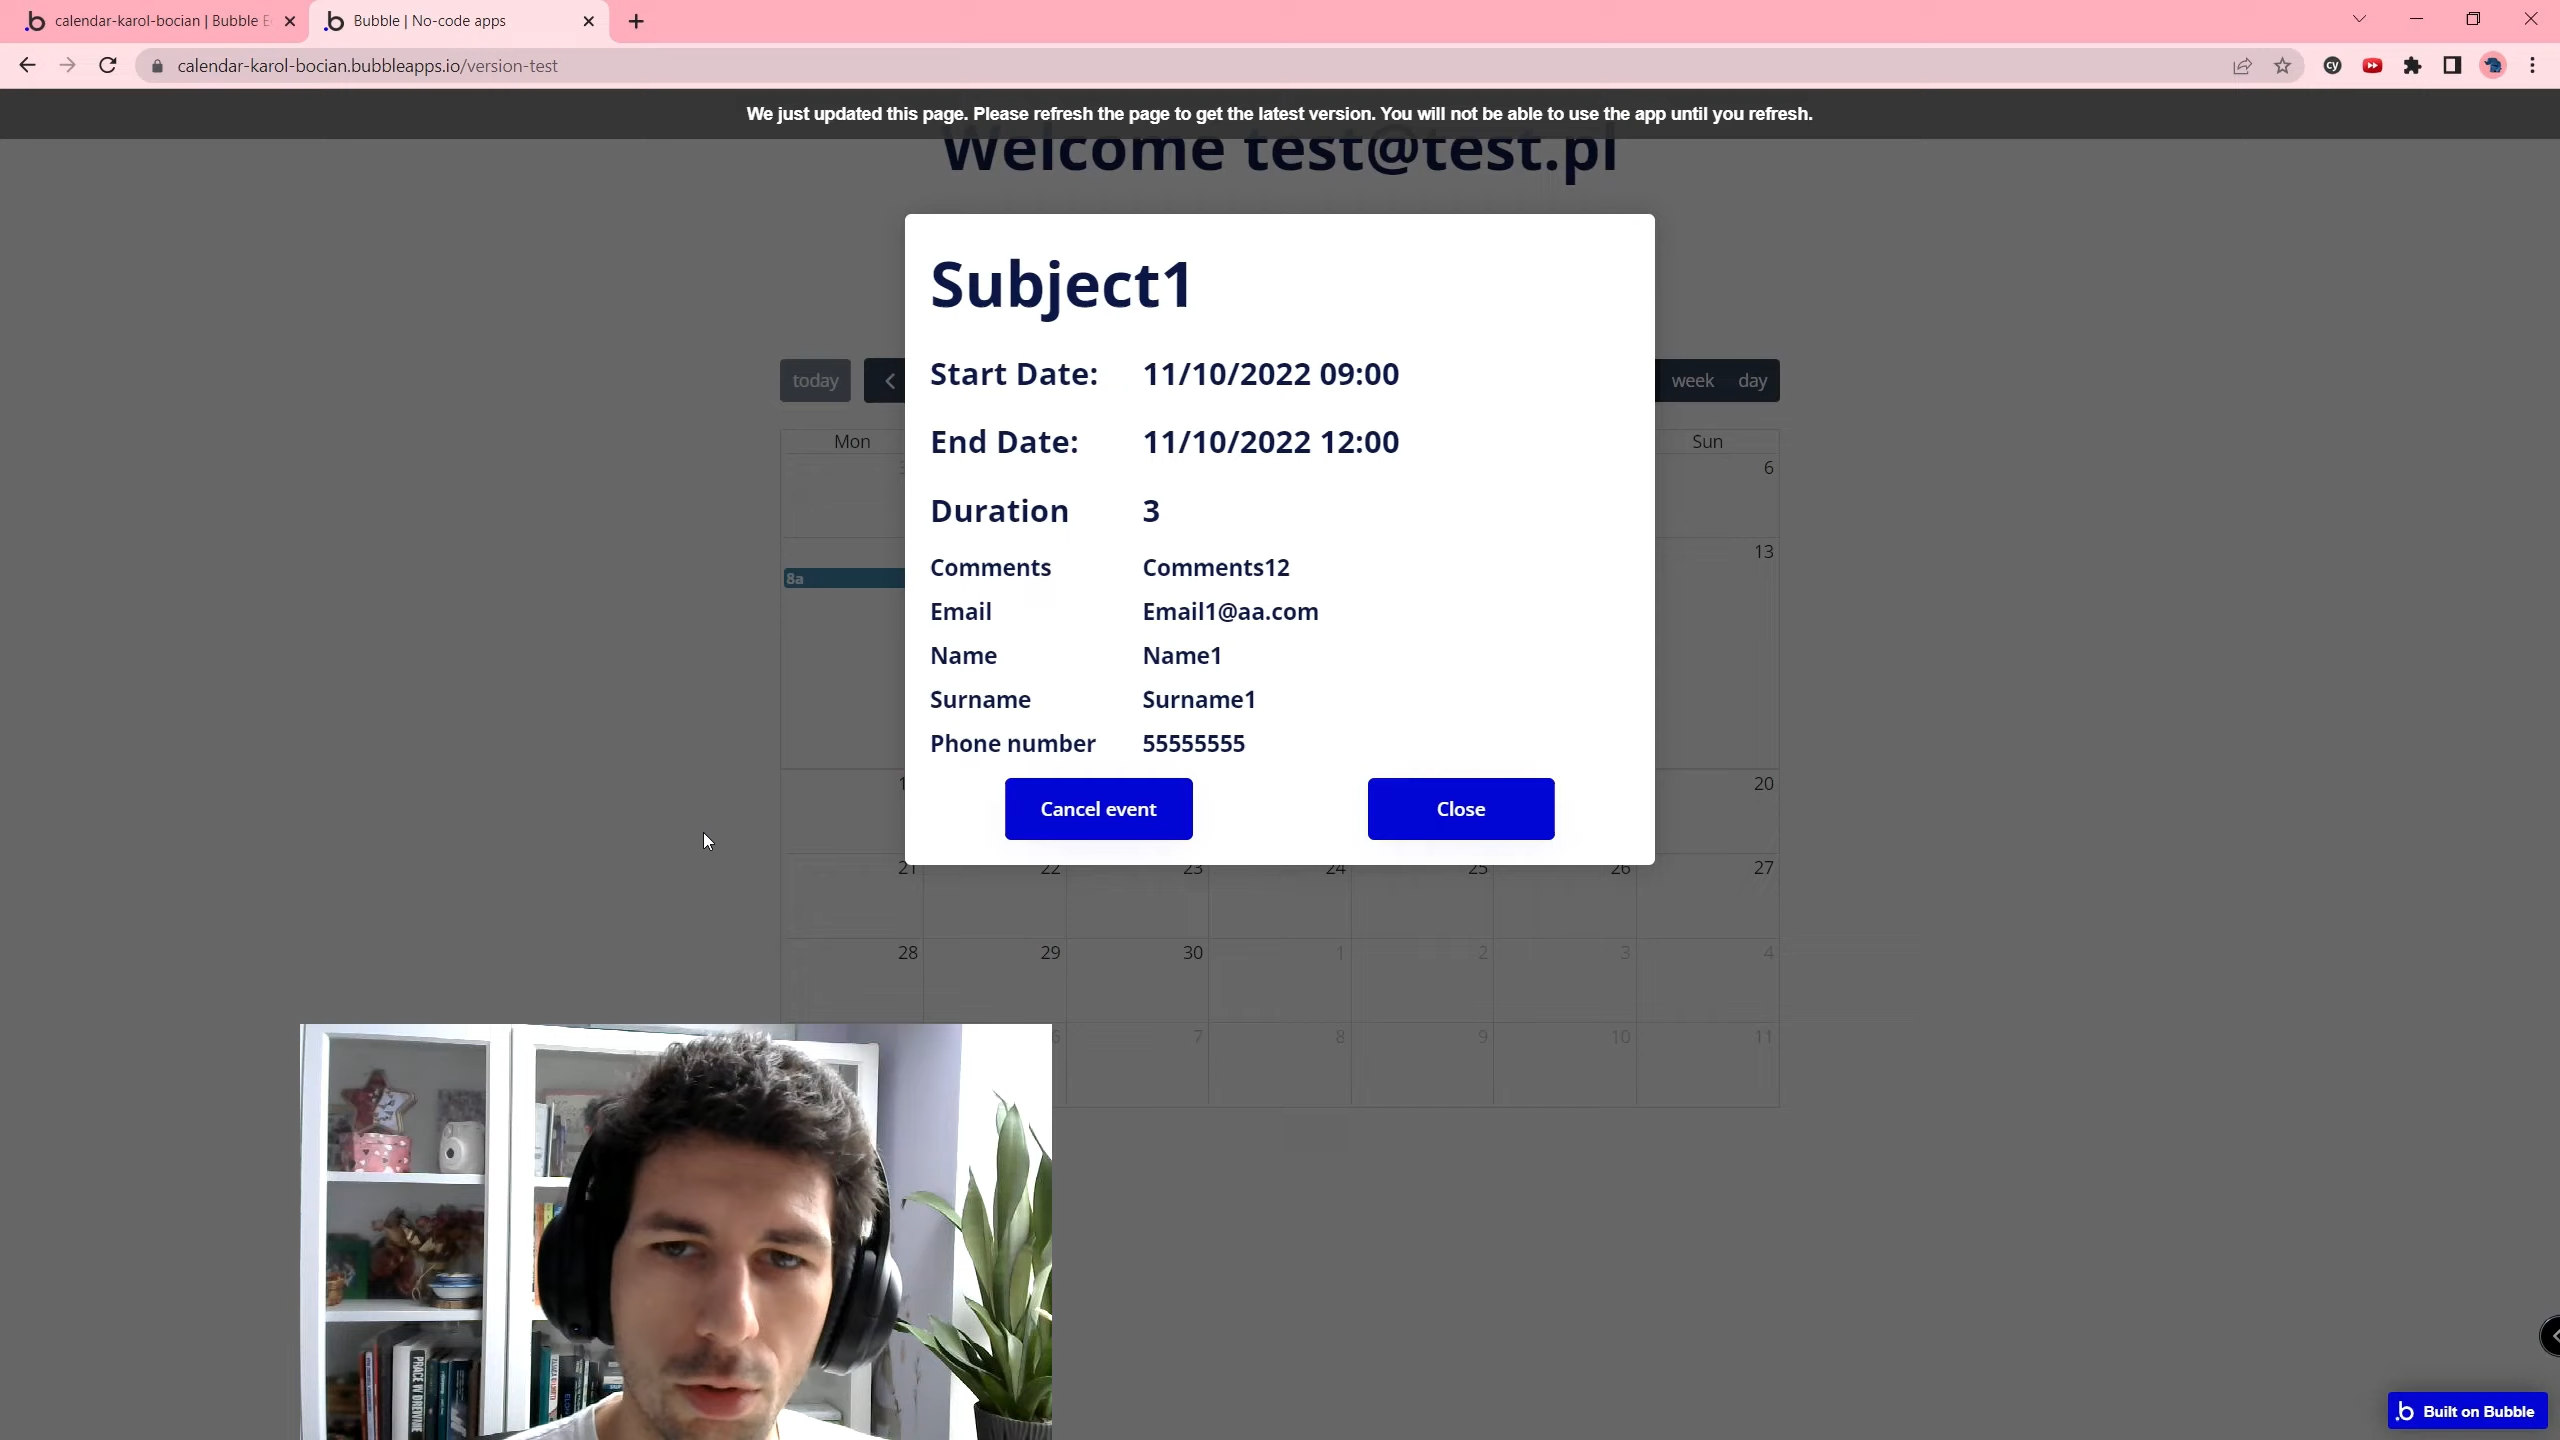 calendar-karol-bocian | Bubble E
Bubble | No-code apps
calendar-karol-bocian.bubbleapps.io/version-test
cy
We just updated this page. Please refresh the page to get the latest version. You will not be able to use the app until you refresh.
Welcome test@test.pl
Subject1
Start Date: 11/10/2022 09:00
today
week day
End Date: 11/10/2022 12:00
Mon
Sun
6
Duration 3
13
Comments Comments12
8a
Email Email1@aa.com
Name Name1
Surname Surname1
Phone number 55555555
20
Cancel event
Close
21 22 23 24 25 26 27
28 29 30 1 2 3 4
7 8 9 10 11
PRACE W DREWNIE
Built on Bubble